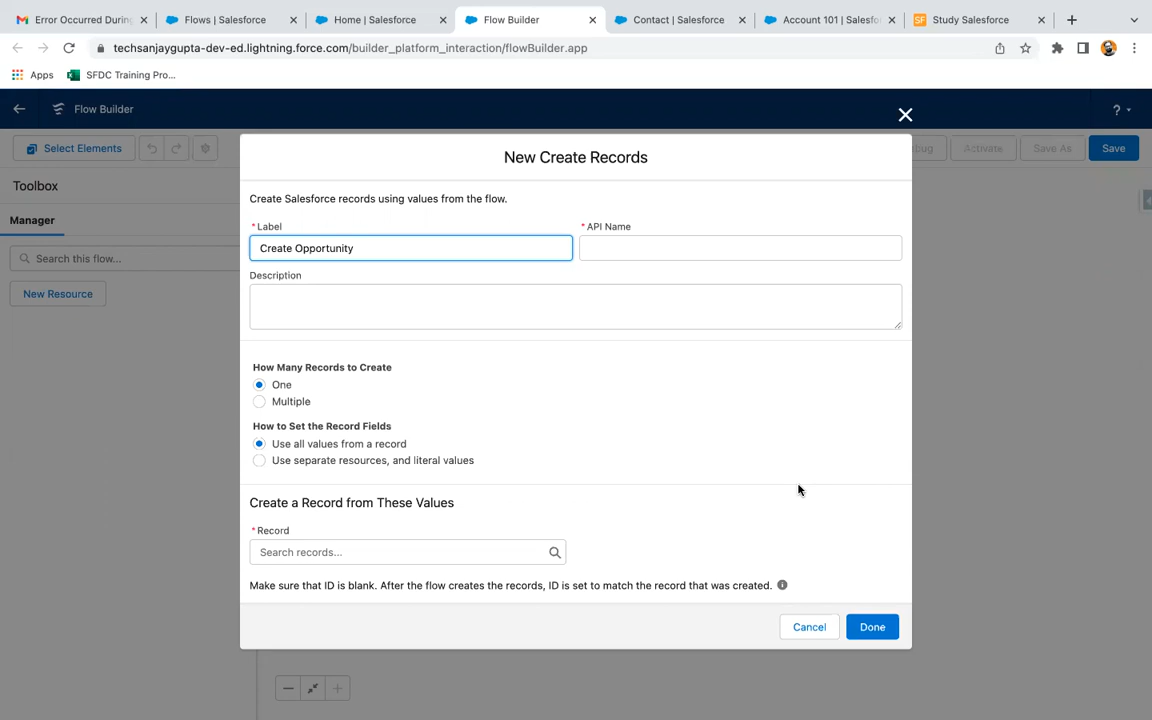 Error Occurred During
Flows | Salesforce
Home | Salesforce
Flow Builder
Contact | Salesforce
Account 101 | Salesfo
SF
Study Salesforce
techsanjaygupta-dev-ed.lightning.force.com/builder_platform_interaction/flowBuilder.app
Apps
SFDC Training Pro...
Flow Builder
?
Select Elements
bug
Activate
Save As
Save
Toolbox
Manager
Search this flow...
New Resource
New Create Records
Create Salesforce records using values from the flow.
* Label
* API Name
Create Opportunity
Description
How Many Records to Create
One
Multiple
How to Set the Record Fields
Use all values from a record
Use separate resources, and literal values
Create a Record from These Values
* Record
Search records...
Make sure that ID is blank. After the flow creates the records, ID is set to match the record that was created.
Cancel
Done